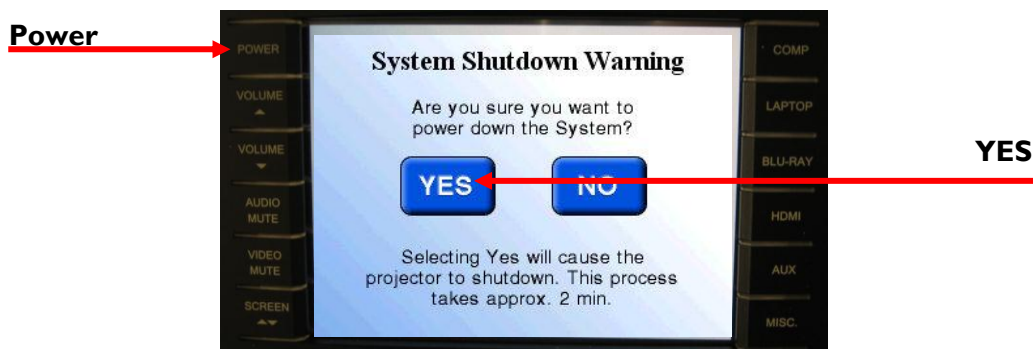 Power
POWER
VOLUME
VOLUME
AUDIO
MUTE
VIDEO
MUTE
SCREEN
System Shutdown Warning
Are you sure you want to
power down the System?
YES
NO
Selecting Yes will cause the
projector to shutdown. This process
takes approx. 2 min.
COMP
LAPTOP
BLU-RAY
HDMI
AUX
MISC.
YES